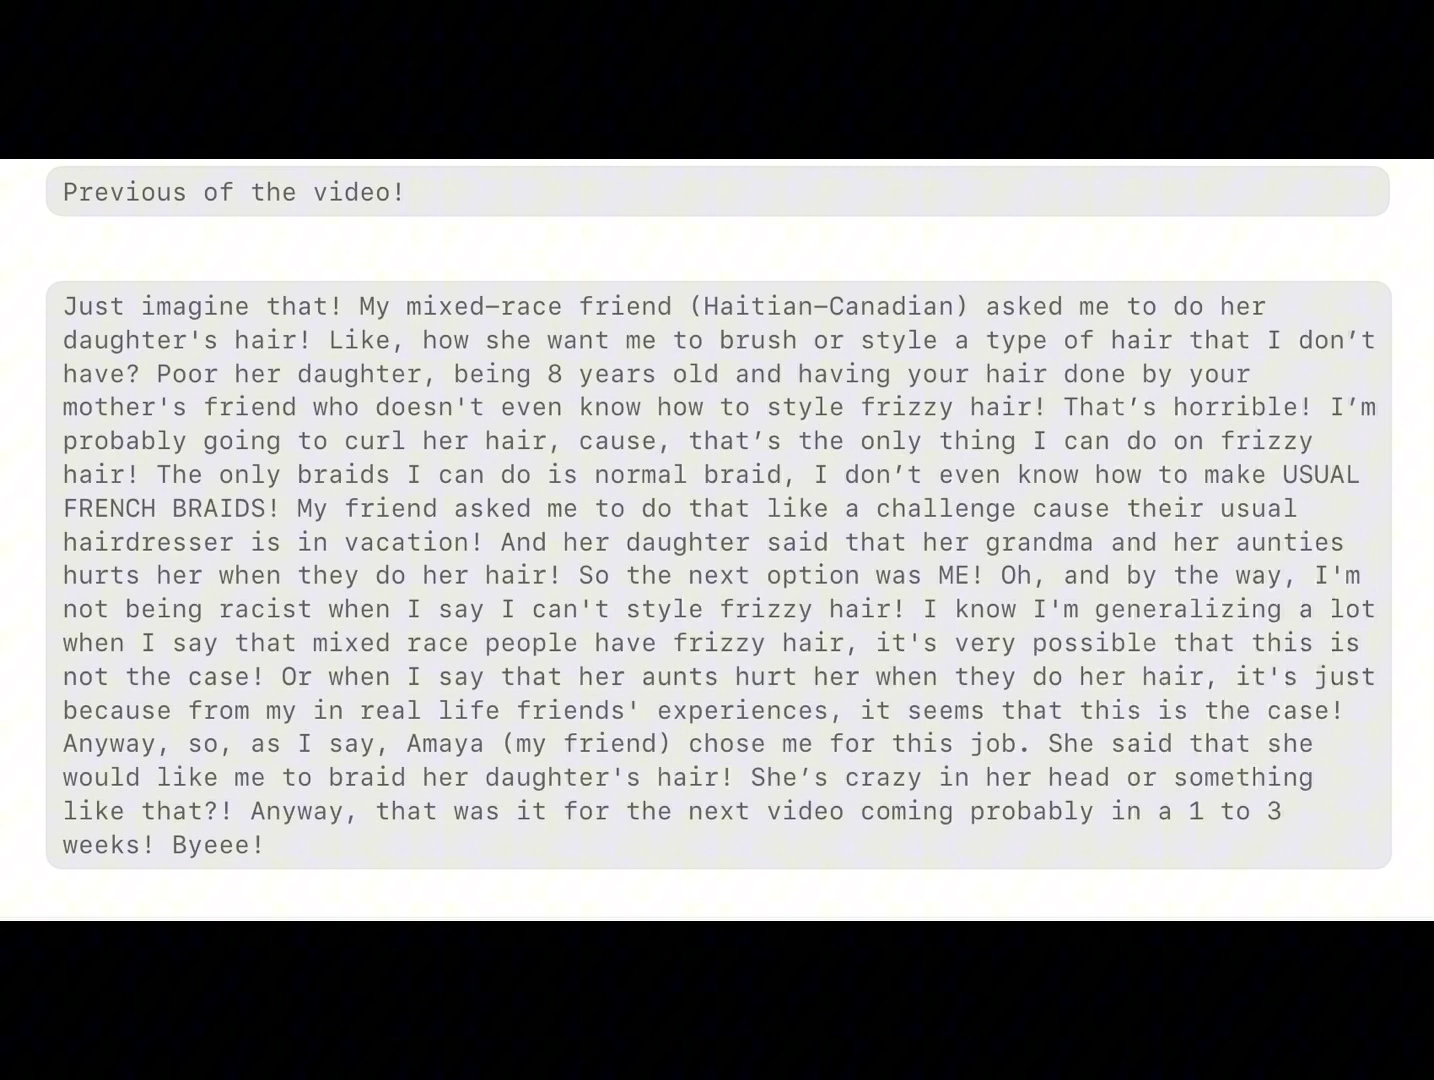 Previous of the video!
Just imagine that! My mixed–race friend (Haitian–Canadian) asked me to do her
daughter's hair! Like, how she want me to brush or style a type of hair that I don’t
have? Poor her daughter, being 8 years old and having your hair done by your
mother's friend who doesn't even know how to style frizzy hair! That’s horrible! I’m
probably going to curl her hair, cause, that’s the only thing I can do on frizzy
hair! The only braids I can do is normal braid, I don’t even know how to make USUAL
FRENCH BRAIDS! My friend asked me to do that like a challenge cause their usual
hairdresser is in vacation! And her daughter said that her grandma and her aunties
hurts her when they do her hair! So the next option was ME! Oh, and by the way, I'm
not being racist when I say I can't style frizzy hair! I know I'm generalizing a lot
when I say that mixed race people have frizzy hair, it's very possible that this is
not the case! Or when I say that her aunts hurt her when they do her hair, it's just
because from my in real life friends' experiences, it seems that this is the case!
Anyway, so, as I say, Amaya (my friend) chose me for this job. She said that she
would like me to braid her daughter's hair! She’s crazy in her head or something
like that?! Anyway, that was it for the next video coming probably in a 1 to 3
weeks! Byeee!